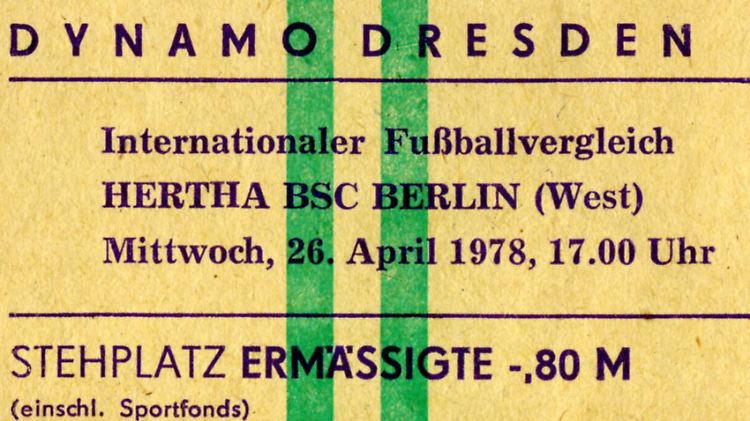 DYNAMO DRESDEN
Internationaler Fußballvergleich
HERTHA BSC BERLIN (West)
Mittwoch, 26. April 1978, 17.00 Uhr
STEHPLATZ ERMÄSSIGTE -,80 M
(einschl. Sportfonds)